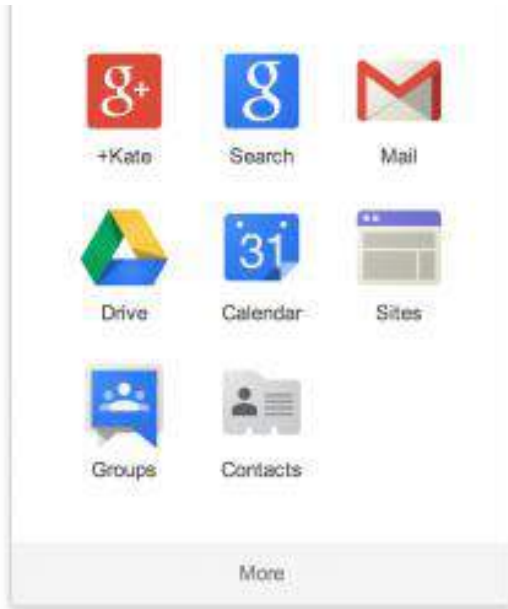 g+ g
+Kate Search Mail
31
Drive Calendar Sites
Groups Contacts
More